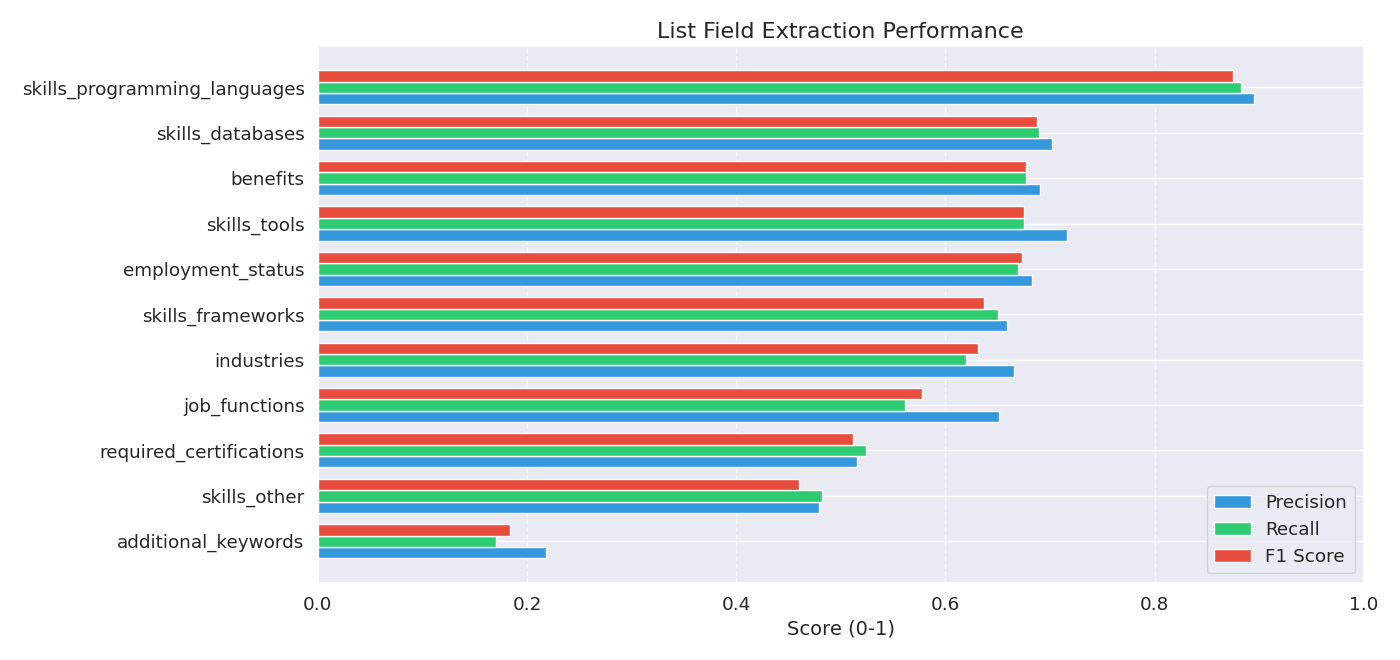 List Field Extraction Performance
skills_programming_languages
skills_databases
benefits
skills_tools
employment_status
skills_frameworks
industries
job_functions
required_certifications
skills_other
additional_keywords
Precision
Recall
F1 Score
0.0 0.2 0.4 0.6 0.8 1.0
Score (0-1)